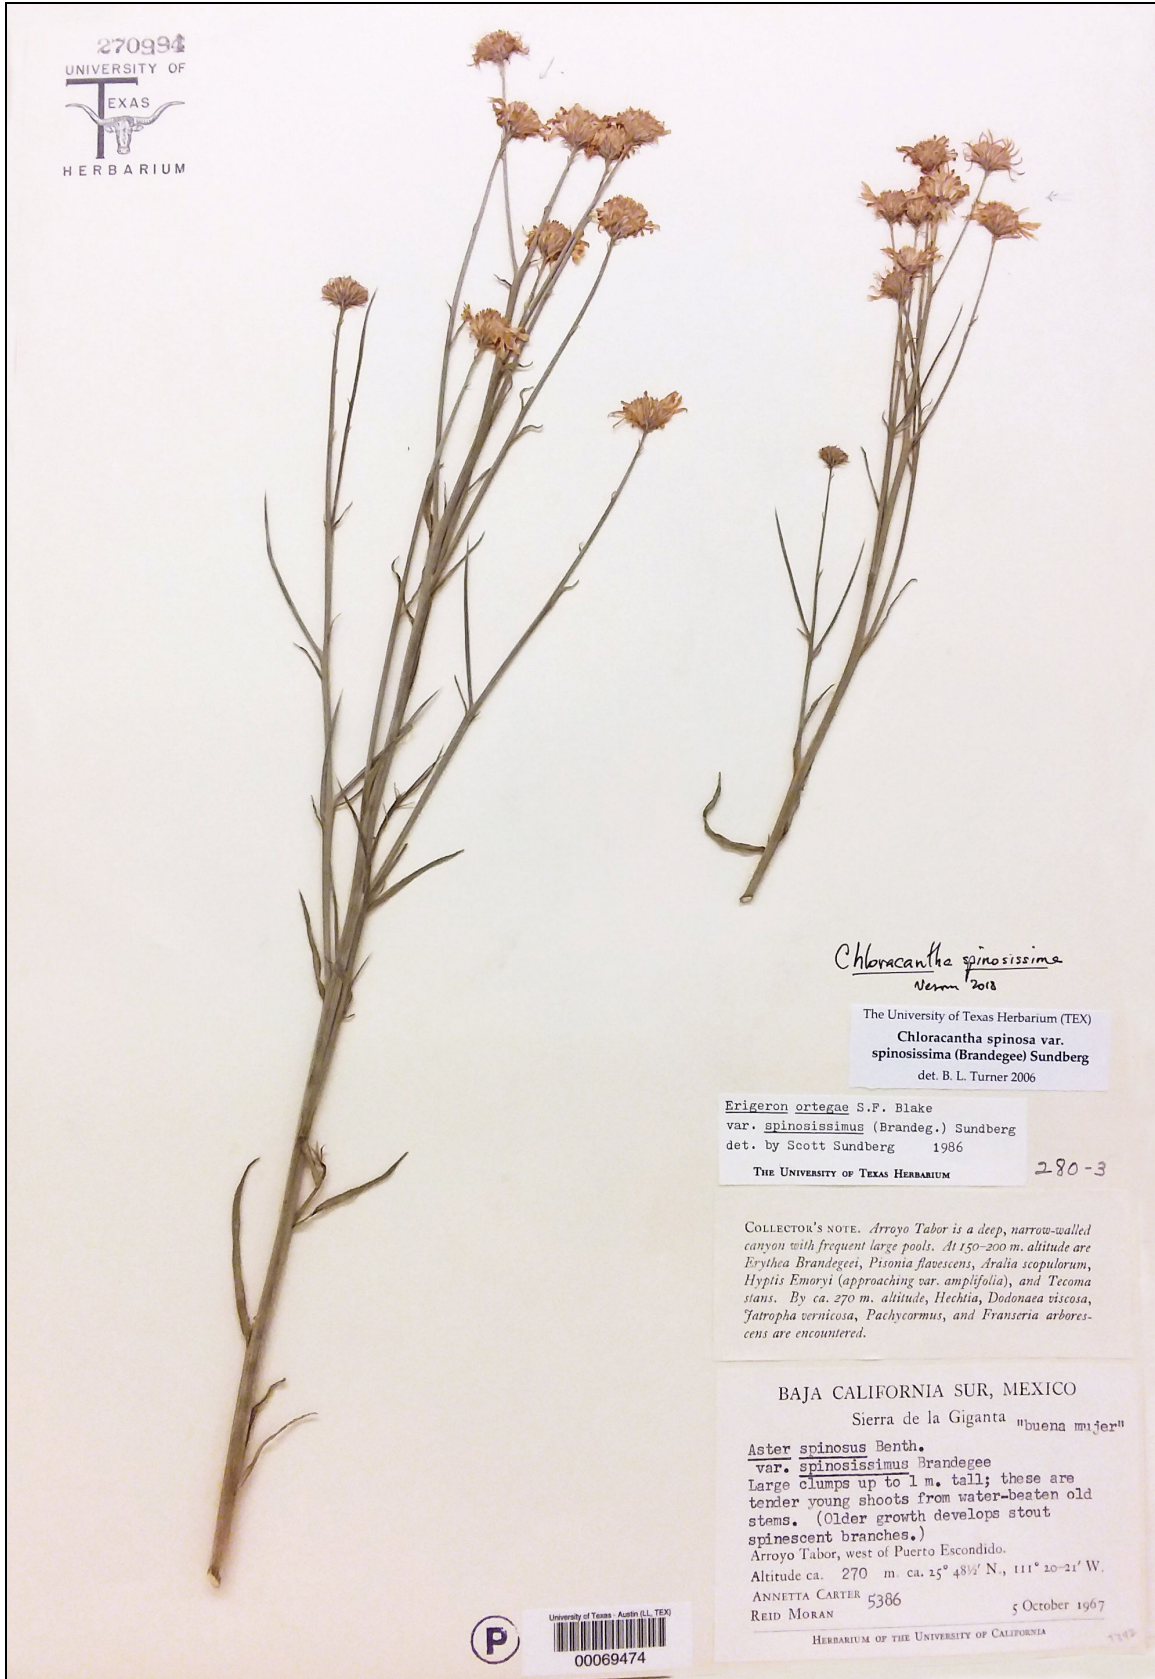 270994
UNIVERSITY OF
TEXAS
HERBARIUM
Chloracantha spinosissima
Nesom 2018
The University of Texas Herbarium (TEX)
Chloracantha spinosa var.
spinosissima (Brandegee) Sundberg
det. B. L. Turner 2006
Erigeron ortegae S.F. Blake
var. spinosissimus (Brandeg.) Sundberg
det. by Scott Sundberg 1986
THE UNIVERSITY OF TEXAS HERBARIUM
280-3
COLLECTOR'S NOTE. Arroyo Tabor is a deep, narrow-walled
canyon with frequent large pools. At 150-200 m. altitude are
Erythea Brandegeei, Pisonia flavescens, Aralia scopulorum,
Hyptis Emoryi (approaching var. amplifolia), and Tecoma
stans. By ca. 270 m. altitude, Hechtia, Dodonaea viscosa,
Jatropha vernicosa, Pachycormus, and Franseria arbores-
cens are encountered.
BAJA CALIFORNIA SUR, MEXICO
Sierra de la Giganta "buena mujer"
Aster spinosus Benth.
var. spinosissimus Brandegee
Large clumps up to 1 m. tall; these are
tender young shoots from water-beaten old
stems. (Older growth develops stout
spinescent branches.)
Arroyo Tabor, west of Puerto Escondido.
Altitude ca. 270 m. ca. 25° 48½' N., 111° 20-21' W.
ANNETTA CARTER 5386
REID MORAN 5 October 1967
HERBARIUM OF THE UNIVERSITY OF CALIFORNIA
P
University of Texas - Austin (LL, TEX)
00069474